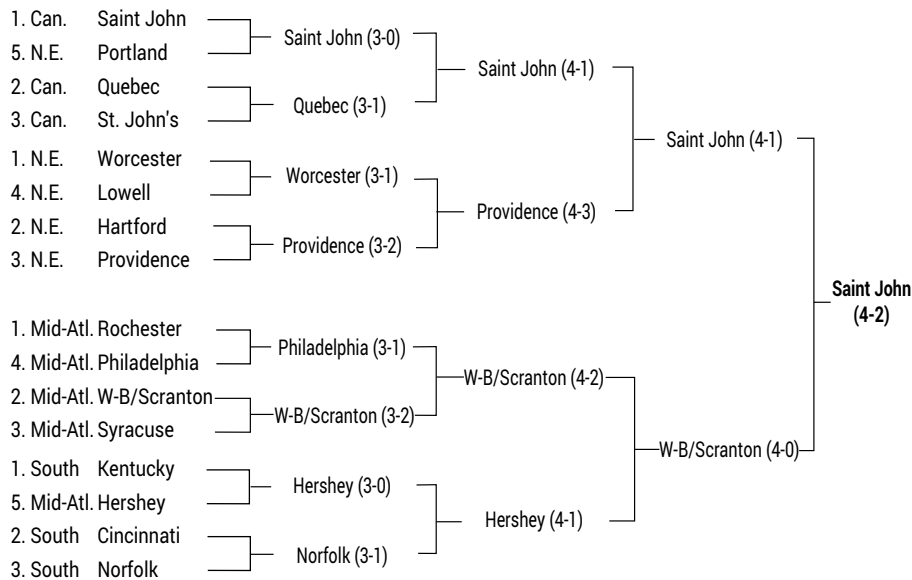 1. Can. Saint John
5. N.E. Portland
Saint John (3-0)
2. Can. Quebec
3. Can. St. John's
Quebec (3-1)
Saint John (4-1)
1. N.E. Worcester
4. N.E. Lowell
Worcester (3-1)
2. N.E. Hartford
3. N.E. Providence
Providence (3-2)
Providence (4-3)
Saint John (4-1)
1. Mid-Atl. Rochester
4. Mid-Atl. Philadelphia
Philadelphia (3-1)
2. Mid-Atl. W-B/Scranton
3. Mid-Atl. Syracuse
W-B/Scranton (3-2)
W-B/Scranton (4-2)
1. South Kentucky
5. Mid-Atl. Hershey
Hershey (3-0)
2. South Cincinnati
3. South Norfolk
Norfolk (3-1)
Hershey (4-1)
W-B/Scranton (4-0)
Saint John
(4-2)